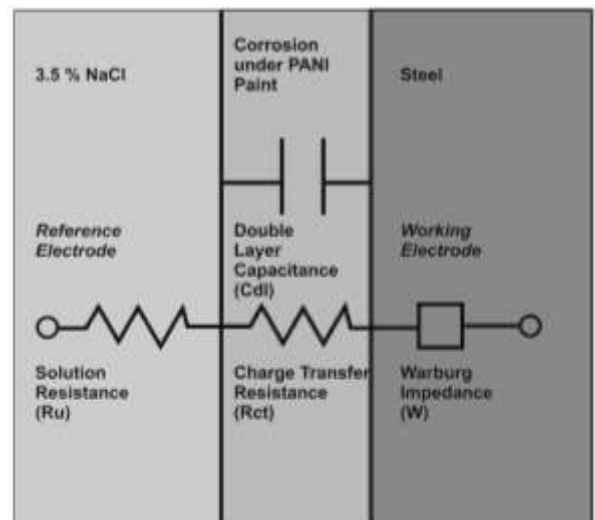 3.5 % NaCl
Corrosion
under PANI
Paint
Steel
Reference
Electrode
Double
Layer
Capacitance
(Cdl)
Working
Electrode
Solution
Resistance
(Ru)
Charge Transfer
Resistance
(Rct)
Warburg
Impedance
(W)